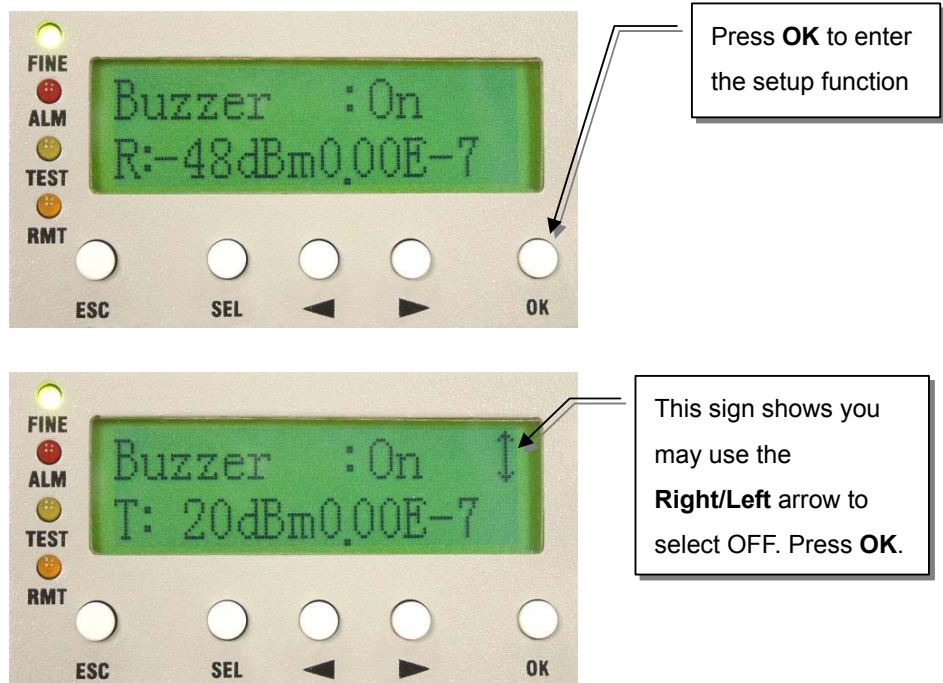 FINE
ALM
TEST
RMT
Buzzer :On
R:-48dBm0.00E-7
ESC SEL ◄ ► OK
Press OK to enter
the setup function
FINE
ALM
TEST
RMT
Buzzer :On ↕
T: 20dBm0.00E-7
ESC SEL ◄ ► OK
This sign shows you
may use the
Right/Left arrow to
select OFF. Press OK.